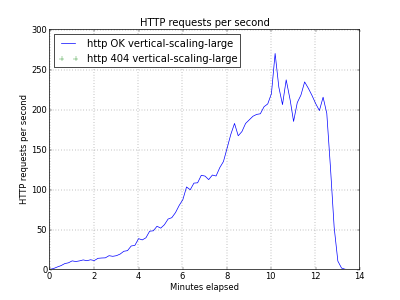 HTTP requests per second
300
http OK vertical-scaling-large
http 404 vertical-scaling-large
250
200
HTTP requests per second
150
100
50
0
0 2 4 6 8 10 12 14
Minutes elapsed